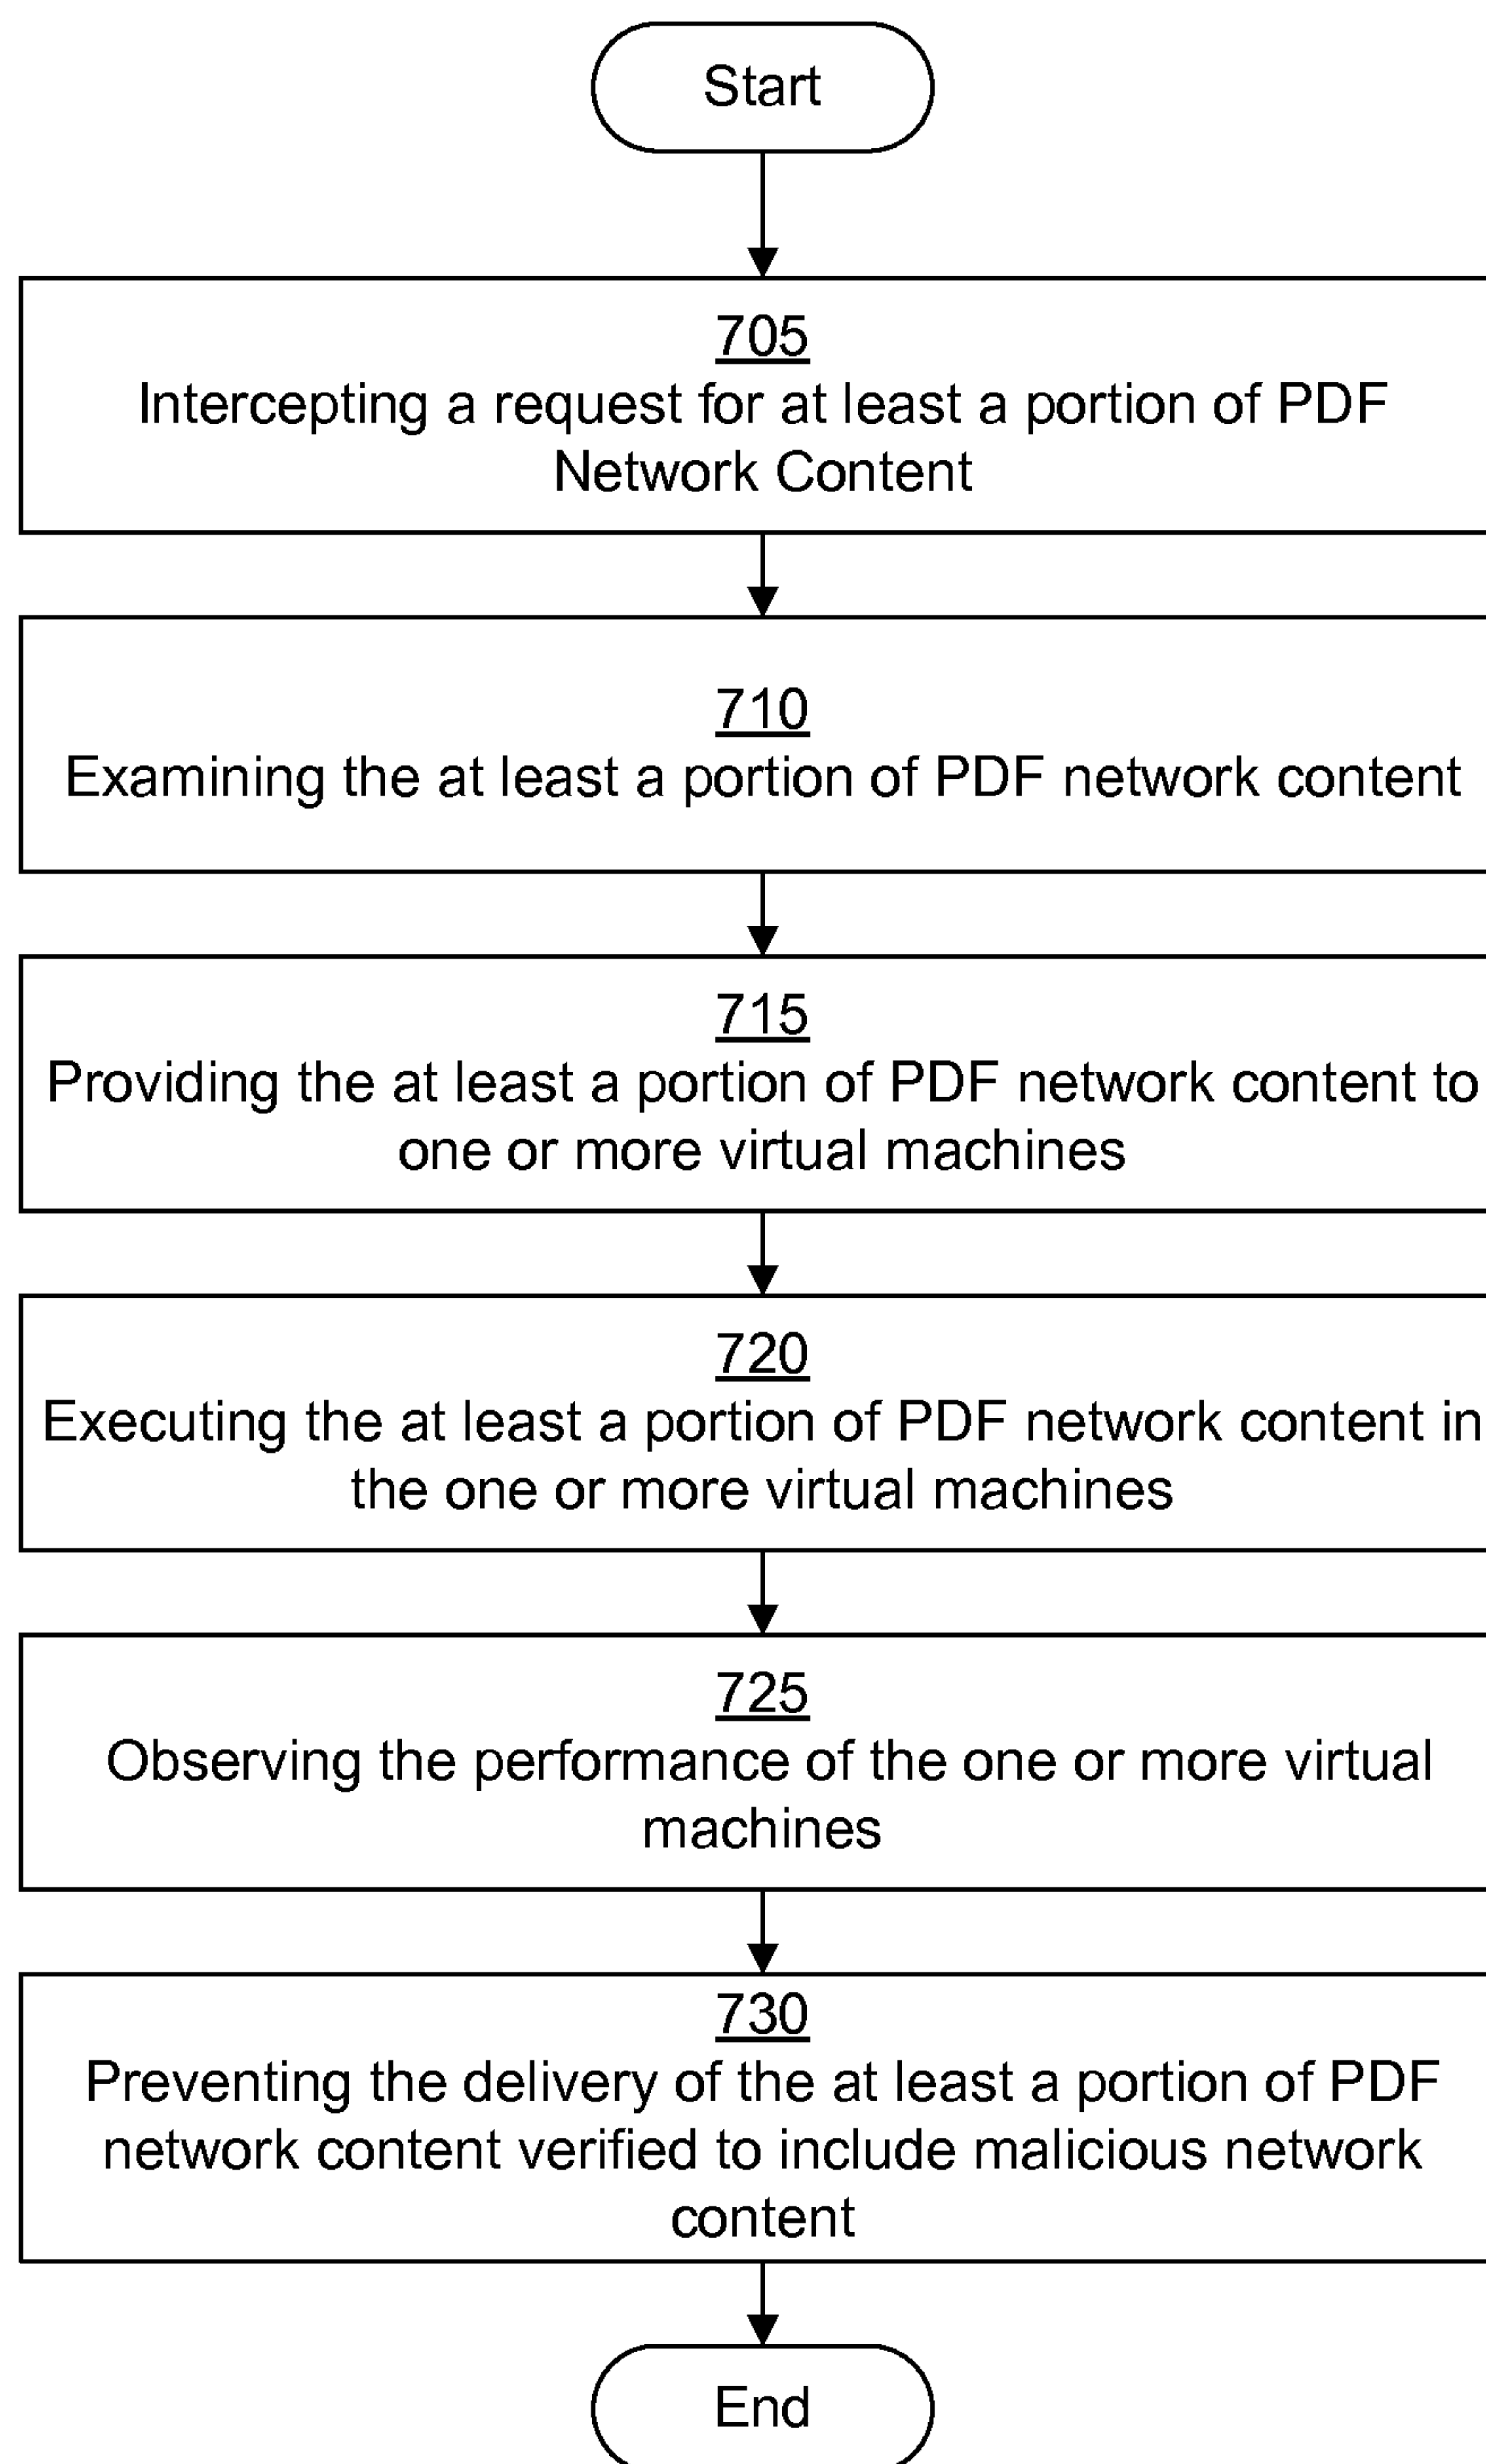 Start
705
Intercepting a request for at least a portion of PDF
Network Content
710
Examining the at least a portion of PDF network content
715
Providing the at least a portion of PDF network content to
one or more virtual machines
720
Executing the at least a portion of PDF network content in
the one or more virtual machines
725
Observing the performance of the one or more virtual
machines
730
Preventing the delivery of the at least a portion of PDF
network content verified to include malicious network
content
End